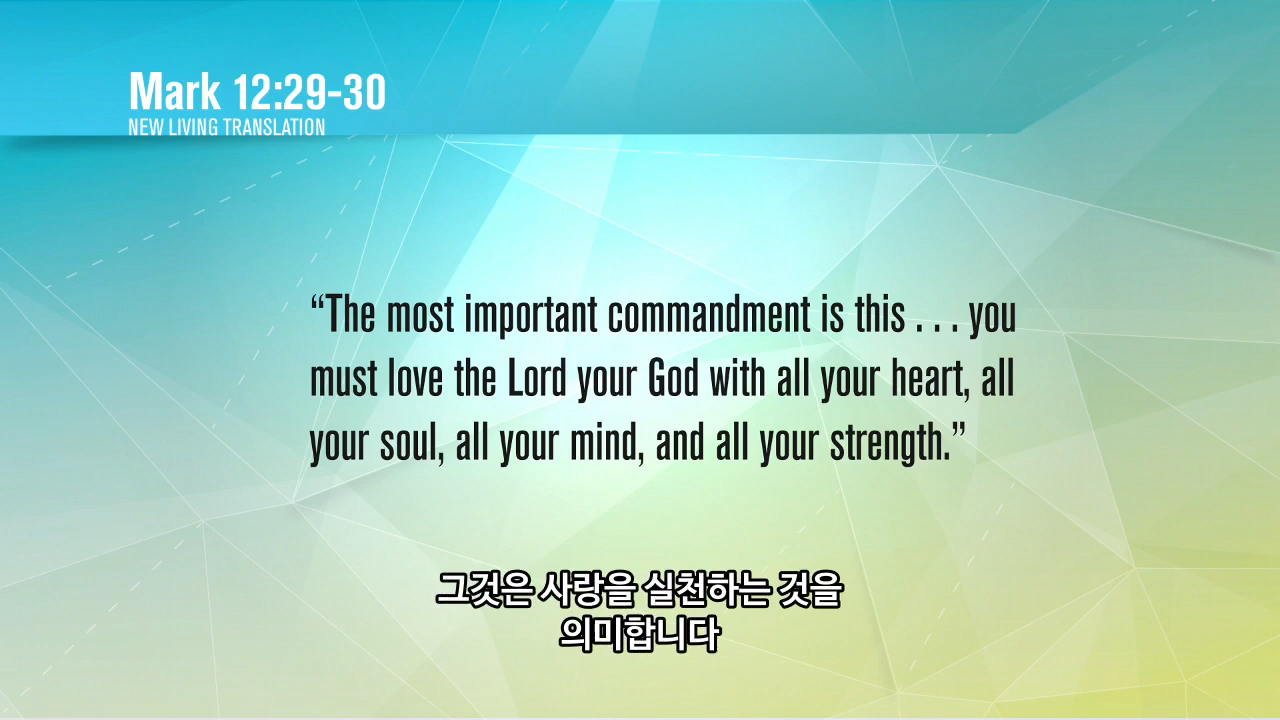 Mark 12:29-30
NEW LIVING TRANSLATION
“The most important commandment is this . . . you
must love the Lord your God with all your heart, all
your soul, all your mind, and all your strength.”
그것은 사랑을 실천하는 것을
의미합니다